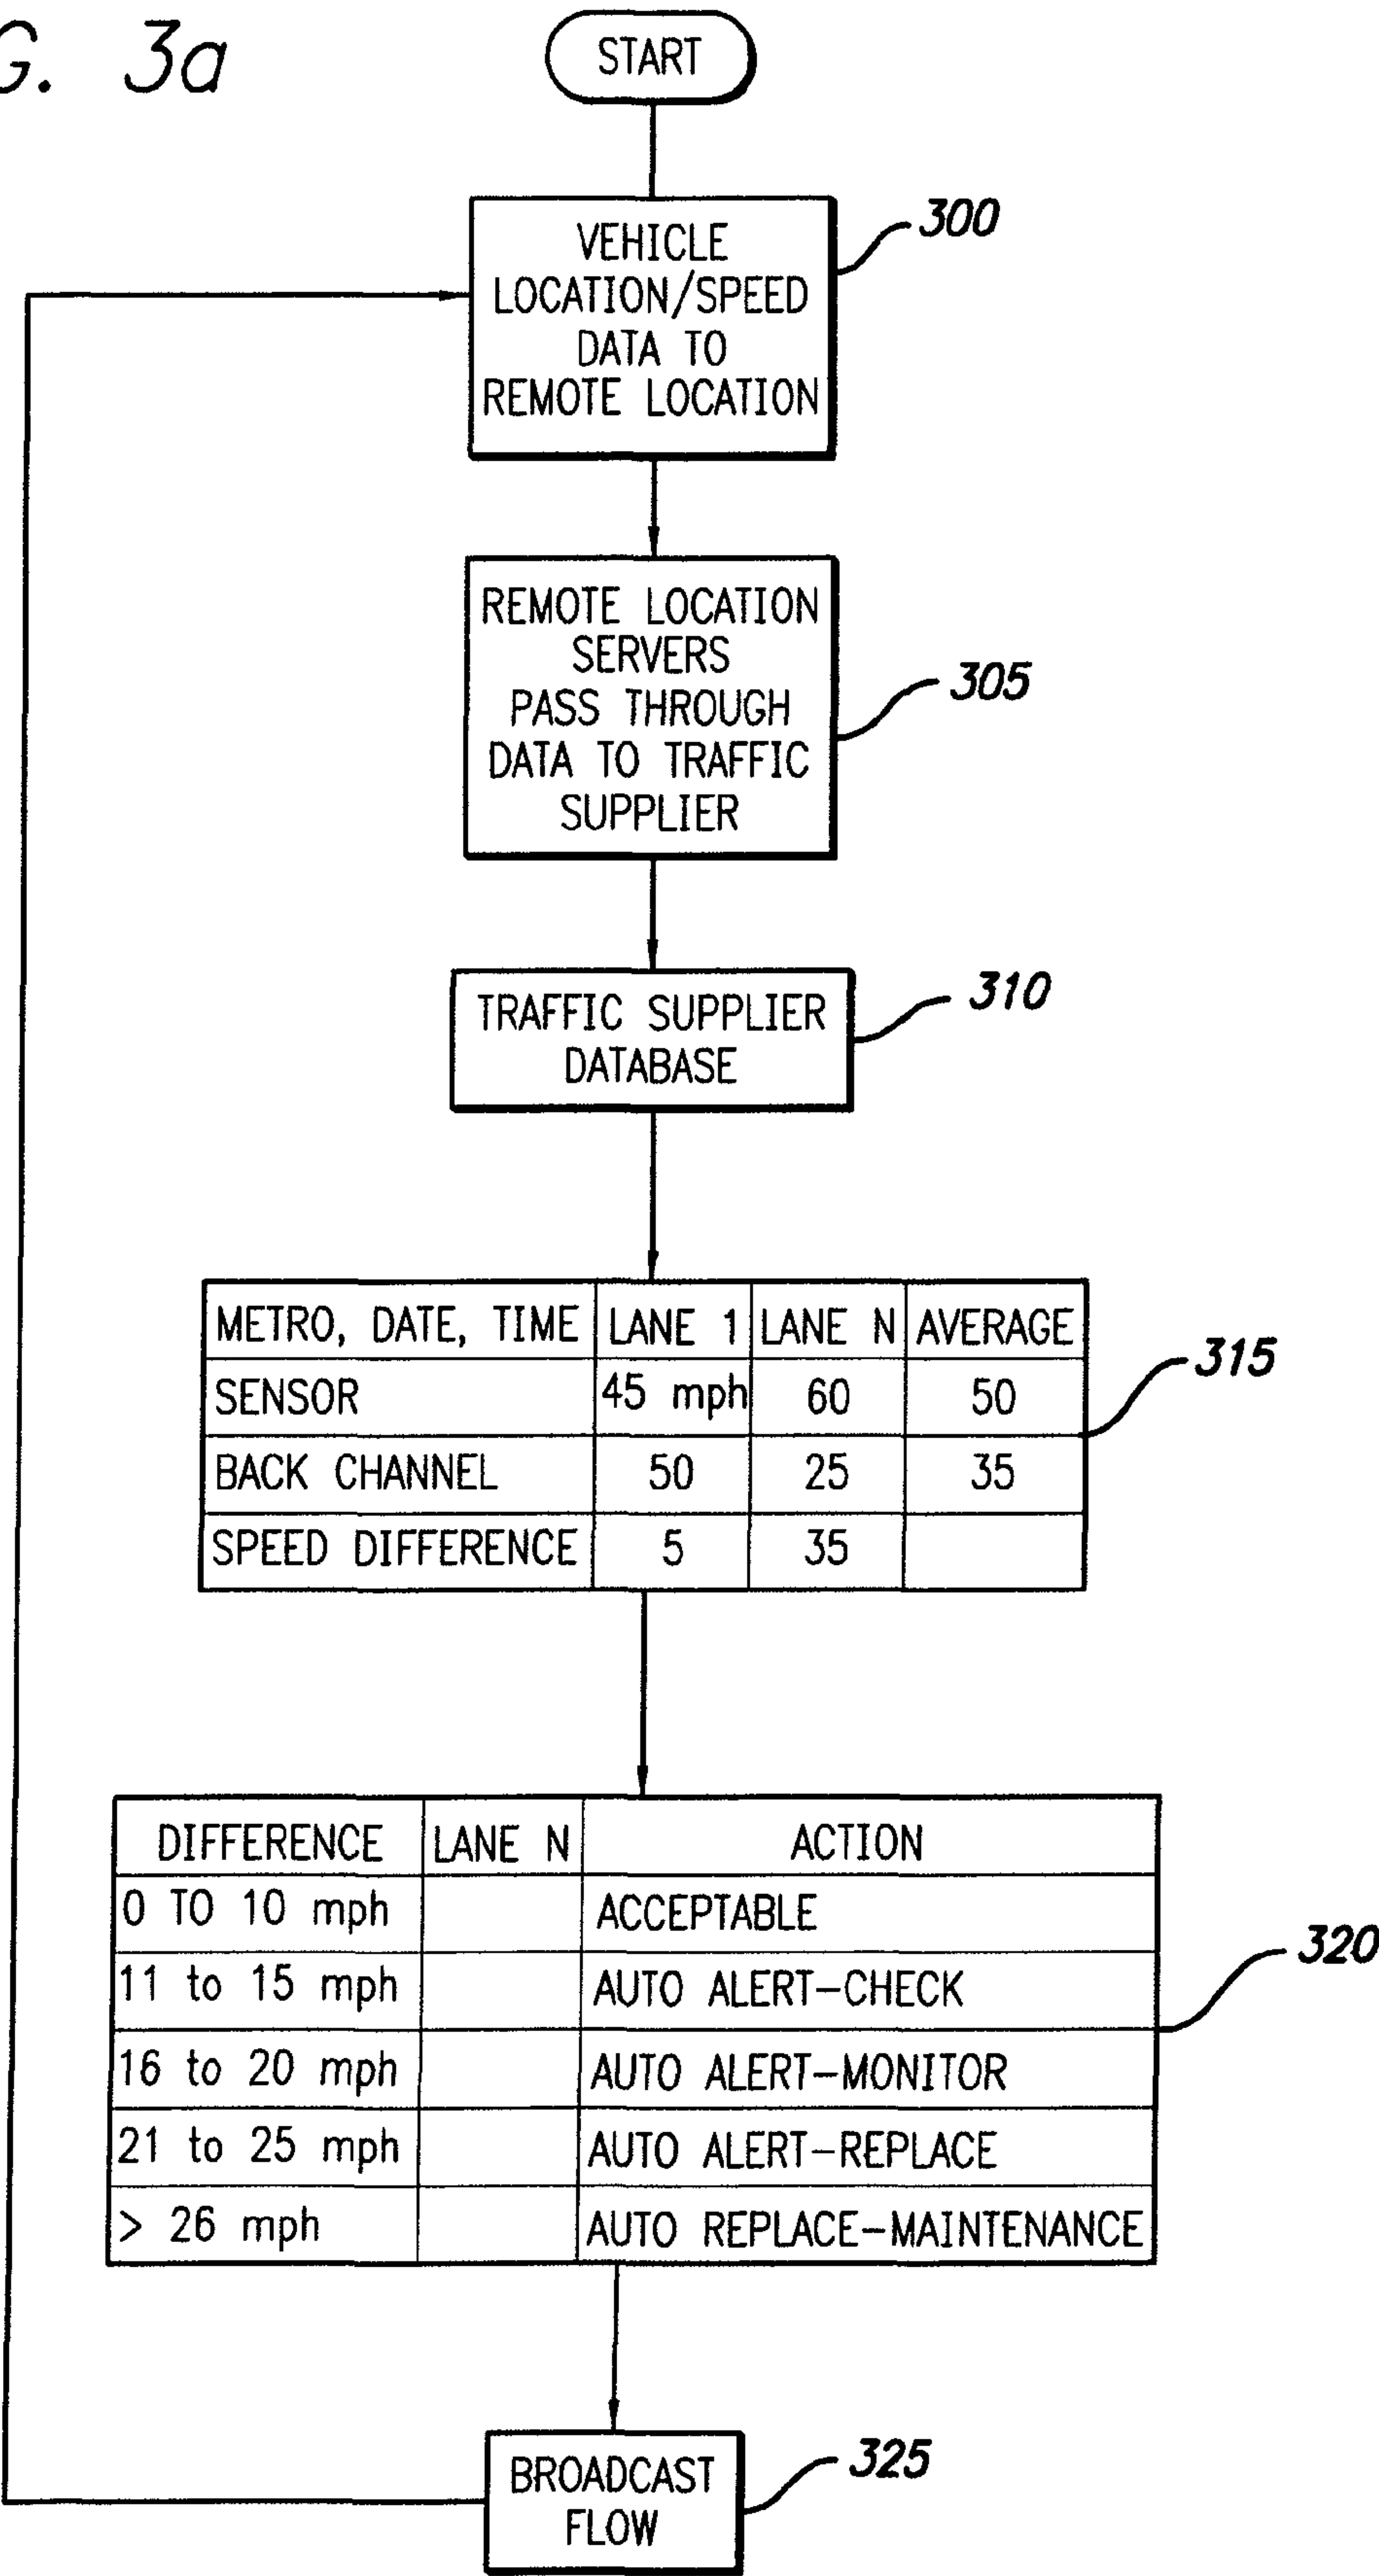 G. 3a
START
VEHICLE
LOCATION/SPEED
DATA TO
REMOTE LOCATION
300
REMOTE LOCATION
SERVERS
PASS THROUGH
DATA TO TRAFFIC
SUPPLIER
305
TRAFFIC SUPPLIER
DATABASE
310
METRO, DATE, TIME LANE 1 LANE N AVERAGE
SENSOR 45 mph 60 50
BACK CHANNEL 50 25 35
SPEED DIFFERENCE 5 35
315
DIFFERENCE LANE N ACTION
0 TO 10 mph ACCEPTABLE
11 to 15 mph AUTO ALERT-CHECK
16 to 20 mph AUTO ALERT-MONITOR
21 to 25 mph AUTO ALERT-REPLACE
> 26 mph AUTO REPLACE-MAINTENANCE
320
BROADCAST
FLOW
325